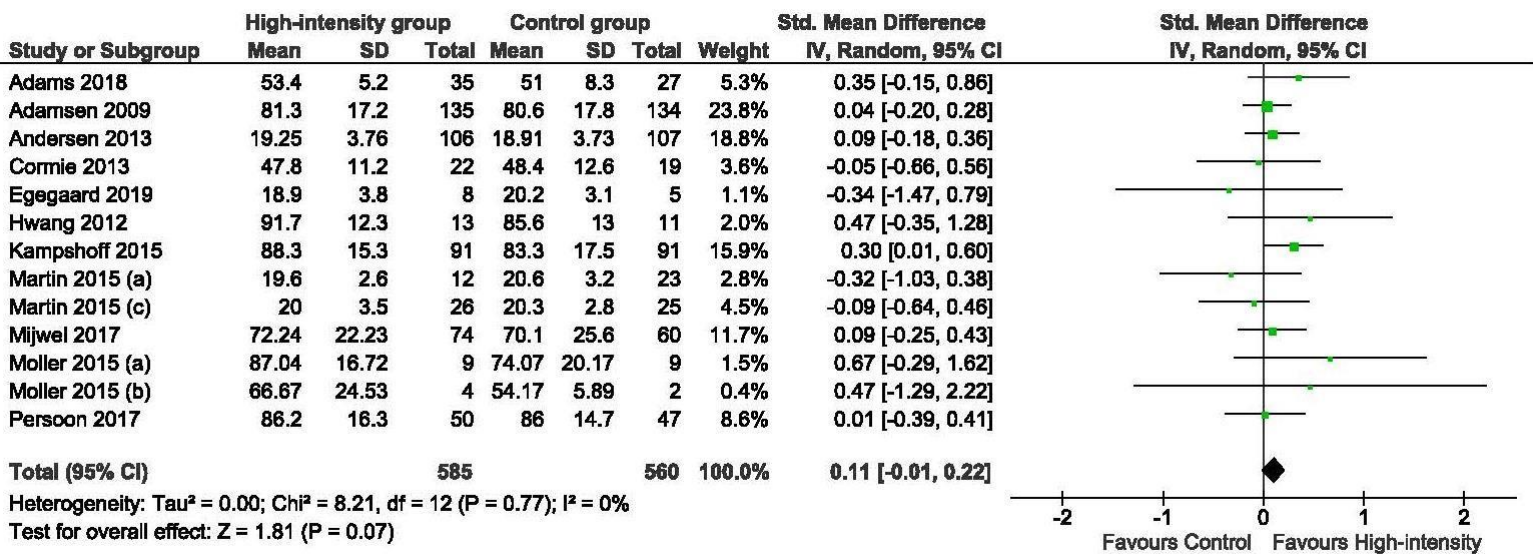 High-intensity group Control group Std. Mean Difference Std. Mean Difference
Study or Subgroup Mean SD Total Mean SD Total Weight IV, Random, 95% CI IV, Random, 95% CI
Adams 2018 53.4 5.2 35 51 8.3 27 5.3% 0.35 [-0.15, 0.86]
Adamsen 2009 81.3 17.2 135 80.6 17.8 134 23.8% 0.04 [-0.20, 0.28]
Andersen 2013 19.25 3.76 106 18.91 3.73 107 18.8% 0.09 [-0.18, 0.36]
Cormie 2013 47.8 11.2 22 48.4 12.6 19 3.6% -0.05 [-0.66, 0.56]
Egegaard 2019 18.9 3.8 8 20.2 3.1 5 1.1% -0.34 [-1.47, 0.79]
Hwang 2012 91.7 12.3 13 85.6 13 11 2.0% 0.47 [-0.35, 1.28]
Kampshoff 2015 88.3 15.3 91 83.3 17.5 91 15.9% 0.30 [0.01, 0.60]
Martin 2015 (a) 19.6 2.6 12 20.6 3.2 23 2.8% -0.32 [-1.03, 0.38]
Martin 2015 (c) 20 3.5 26 20.3 2.8 25 4.5% -0.09 [-0.64, 0.46]
Mijwel 2017 72.24 22.23 74 70.1 25.6 60 11.7% 0.09 [-0.25, 0.43]
Moller 2015 (a) 87.04 16.72 9 74.07 20.17 9 1.5% 0.67 [-0.29, 1.62]
Moller 2015 (b) 66.67 24.53 4 54.17 5.89 2 0.4% 0.47 [-1.29, 2.22]
Persoon 2017 86.2 16.3 50 86 14.7 47 8.6% 0.01 [-0.39, 0.41]
Total (95% CI) 585 560 100.0% 0.11 [-0.01, 0.22]
Heterogeneity: Tau² = 0.00; Chi² = 8.21, df = 12 (P = 0.77); I² = 0%
Test for overall effect: Z = 1.81 (P = 0.07)
-2 -1 0 1 2
Favours Control Favours High-intensity